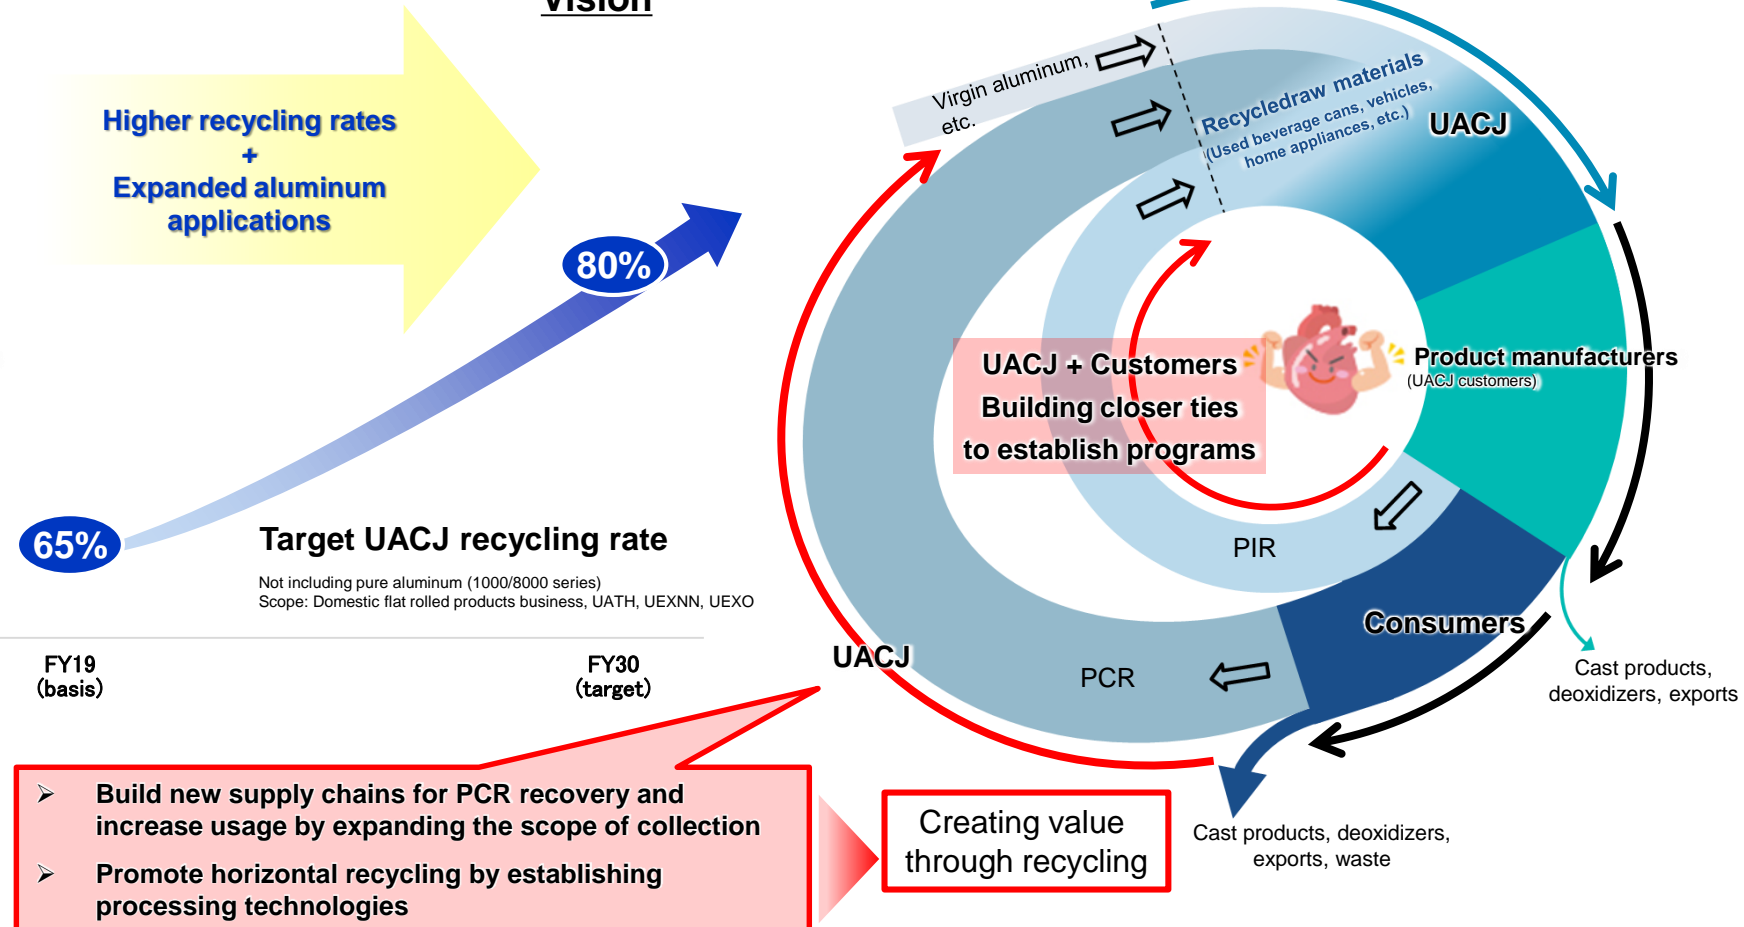 Vision
Higher recycling rates
+
Expanded aluminum
applications
80%
65%
Target UACJ recycling rate
Not including pure aluminum (1000/8000 series)
Scope: Domestic flat rolled products business, UATH, UEXNN, UEXO
FY19
(basis)
FY30
(target)
Virgin aluminum,
etc.
Recycledraw materials
(Used beverage cans, vehicles,
home appliances, etc.)
UACJ
UACJ + Customers
Building closer ties
to establish programs
Product manufacturers
(UACJ customers)
PIR
Consumers
UACJ
PCR
Cast products,
deoxidizers, exports
Cast products, deoxidizers,
exports, waste
➢ Build new supply chains for PCR recovery and
increase usage by expanding the scope of collection
➢ Promote horizontal recycling by establishing
processing technologies
Creating value
through recycling